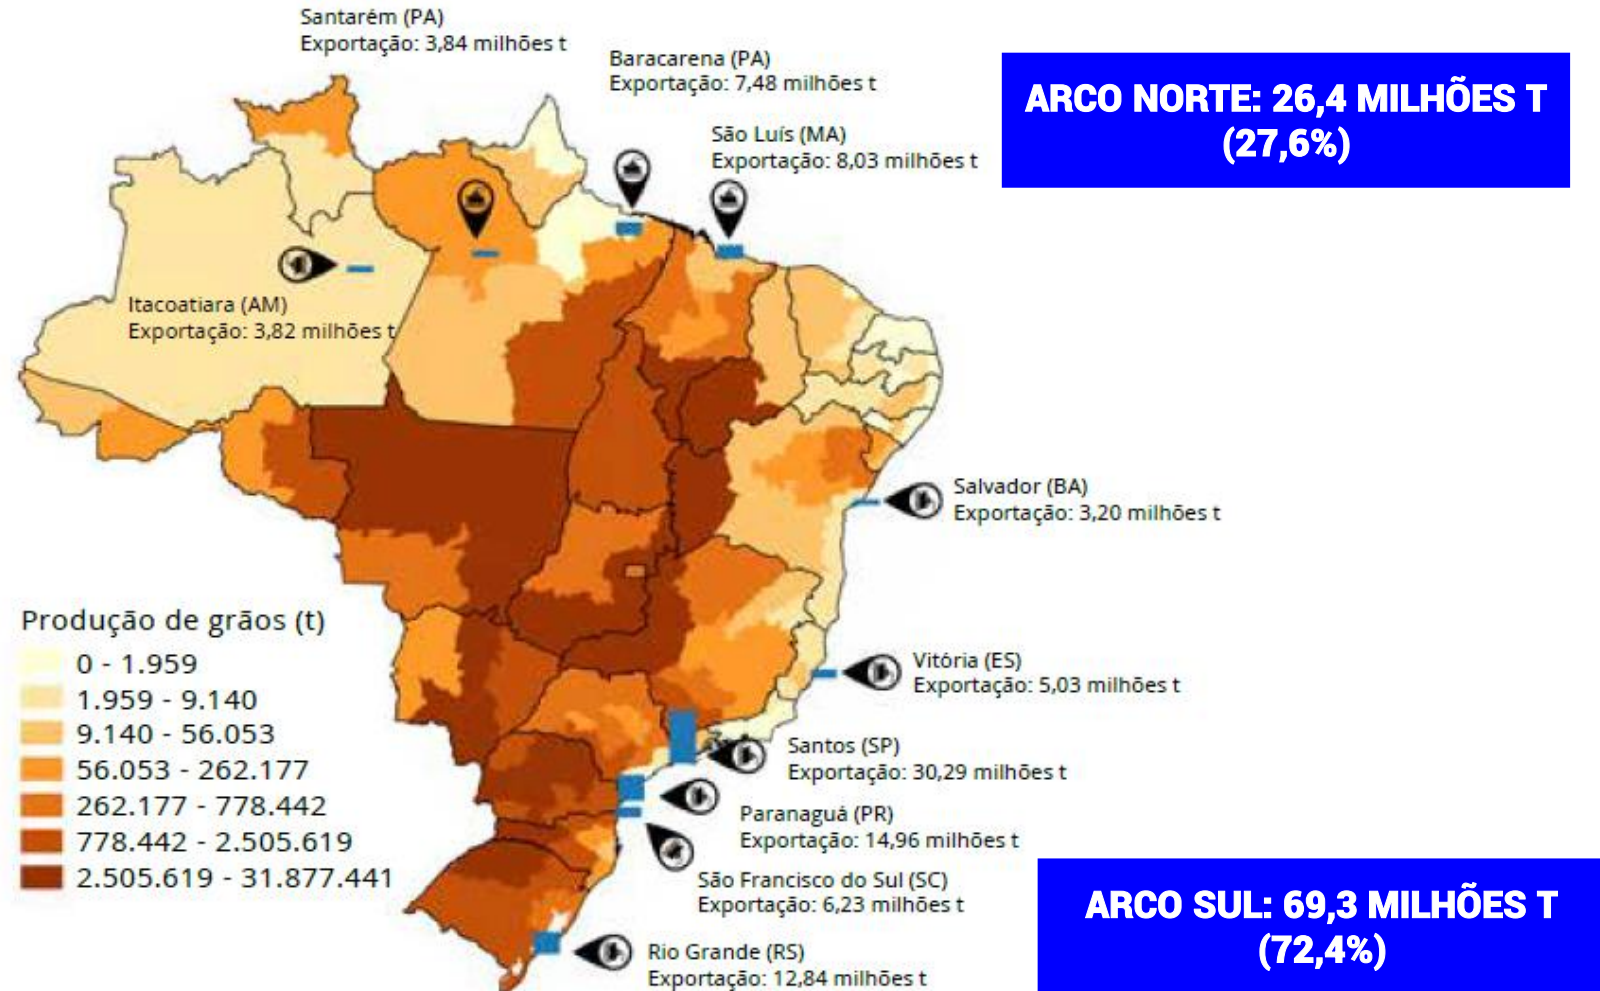 Santarém (PA)
Exportação: 3,84 milhões t
Baracarena (PA)
Exportação: 7,48 milhões t
ARCO NORTE: 26,4 MILHÕES T
(27,6%)
São Luís (MA)
Exportação: 8,03 milhões t
Itacoatiara (AM)
Exportação: 3,82 milhões t
Salvador (BA)
Exportação: 3,20 milhões t
Produção de grãos (t)
0 - 1.959
1.959 - 9.140
9.140 - 56.053
56.053 - 262.177
262.177 - 778.442
778.442 - 2.505.619
2.505.619 - 31.877.441
Vitória (ES)
Exportação: 5,03 milhões t
Santos (SP)
Exportação: 30,29 milhões t
Paranaguá (PR)
Exportação: 14,96 milhões t
São Francisco do Sul (SC)
Exportação: 6,23 milhões t
Rio Grande (RS)
Exportação: 12,84 milhões t
ARCO SUL: 69,3 MILHÕES T
(72,4%)